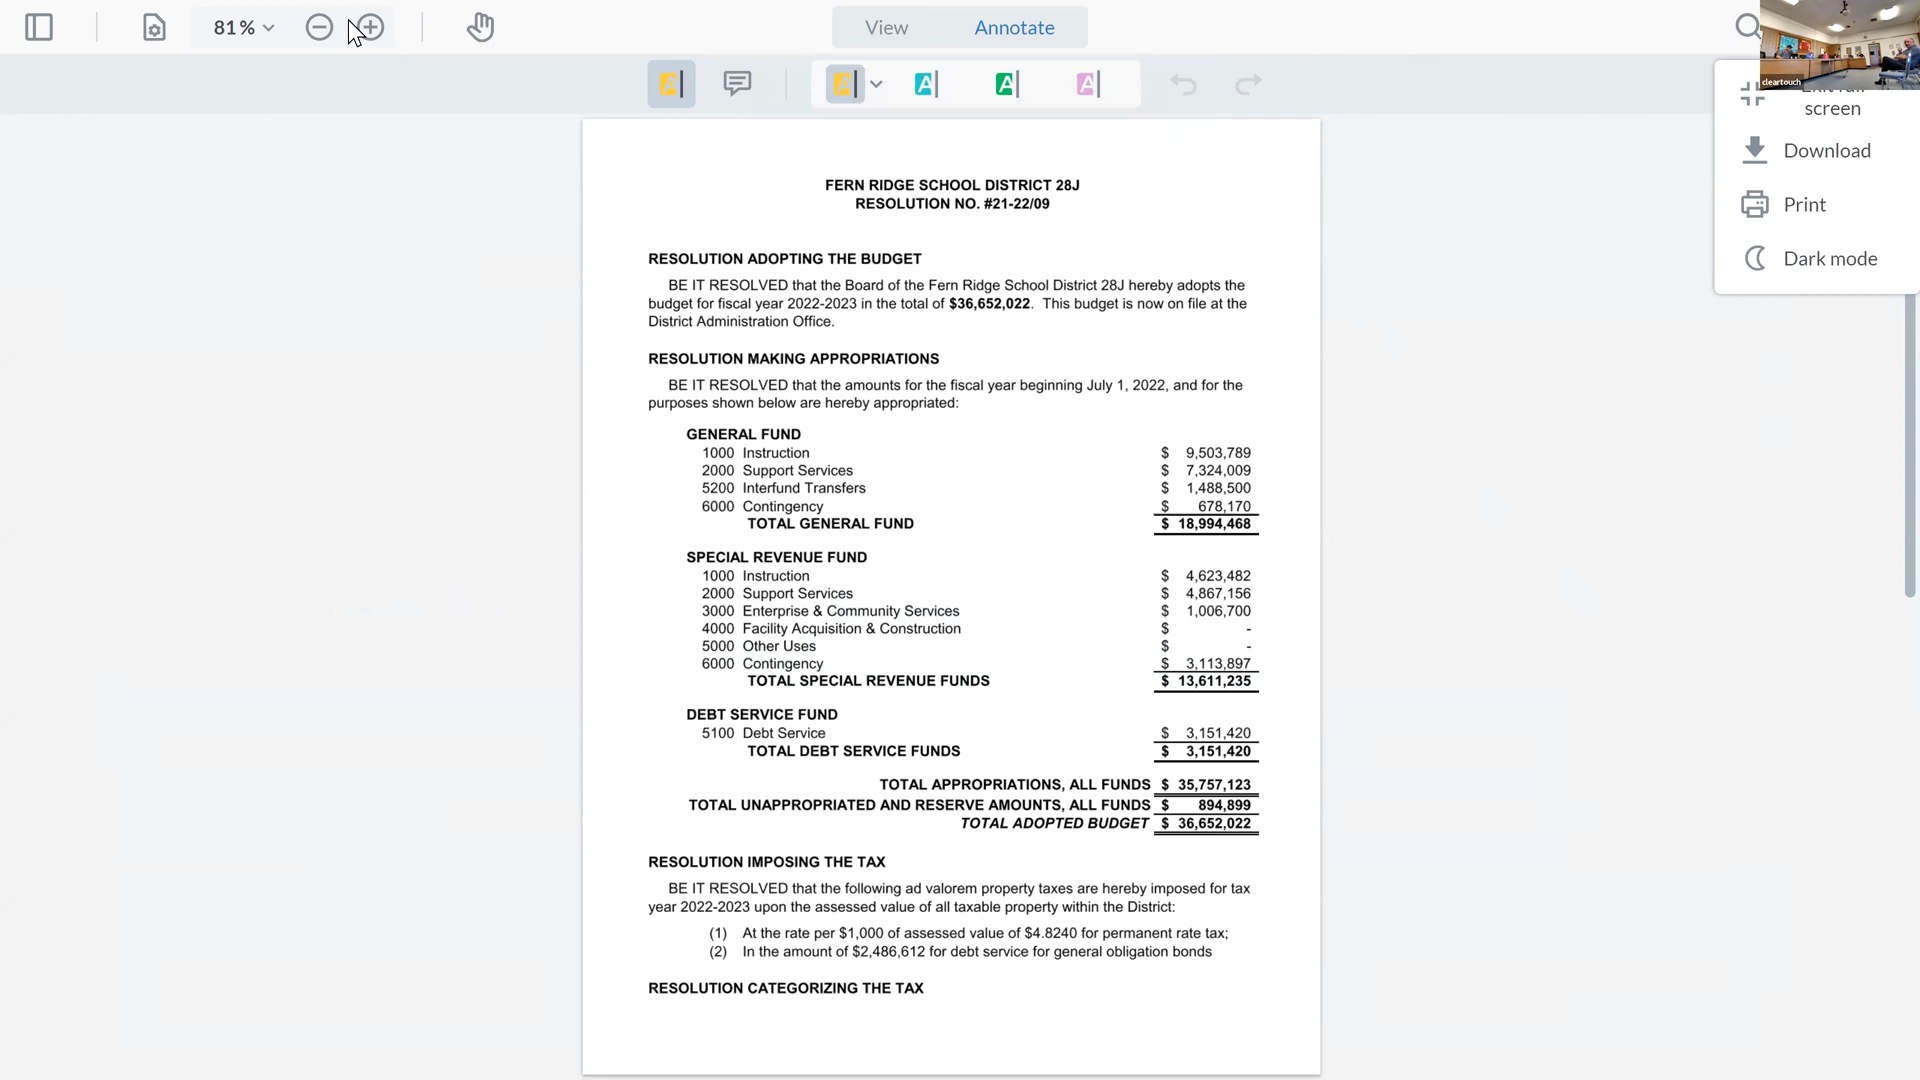 81%
View
Annotate
cleartouch
screen
Download
Print
Dark mode
FERN RIDGE SCHOOL DISTRICT 28J
RESOLUTION NO. #21-22/09
RESOLUTION ADOPTING THE BUDGET
BE IT RESOLVED that the Board of the Fern Ridge School District 28J hereby adopts the
budget for fiscal year 2022-2023 in the total of $36,652,022. This budget is now on file at the
District Administration Office.
RESOLUTION MAKING APPROPRIATIONS
BE IT RESOLVED that the amounts for the fiscal year beginning July 1, 2022, and for the
purposes shown below are hereby appropriated:
GENERAL FUND
1000 Instruction $ 9,503,789
2000 Support Services $ 7,324,009
5200 Interfund Transfers $ 1,488,500
6000 Contingency $ 678,170
TOTAL GENERAL FUND $ 18,994,468
SPECIAL REVENUE FUND
1000 Instruction $ 4,623,482
2000 Support Services $ 4,867,156
3000 Enterprise & Community Services $ 1,006,700
4000 Facility Acquisition & Construction $ -
5000 Other Uses $ -
6000 Contingency $ 3,113,897
TOTAL SPECIAL REVENUE FUNDS $ 13,611,235
DEBT SERVICE FUND
5100 Debt Service $ 3,151,420
TOTAL DEBT SERVICE FUNDS $ 3,151,420
TOTAL APPROPRIATIONS, ALL FUNDS $ 35,757,123
TOTAL UNAPPROPRIATED AND RESERVE AMOUNTS, ALL FUNDS $ 894,899
TOTAL ADOPTED BUDGET $ 36,652,022
RESOLUTION IMPOSING THE TAX
BE IT RESOLVED that the following ad valorem property taxes are hereby imposed for tax
year 2022-2023 upon the assessed value of all taxable property within the District:
(1) At the rate per $1,000 of assessed value of $4.8240 for permanent rate tax;
(2) In the amount of $2,486,612 for debt service for general obligation bonds
RESOLUTION CATEGORIZING THE TAX